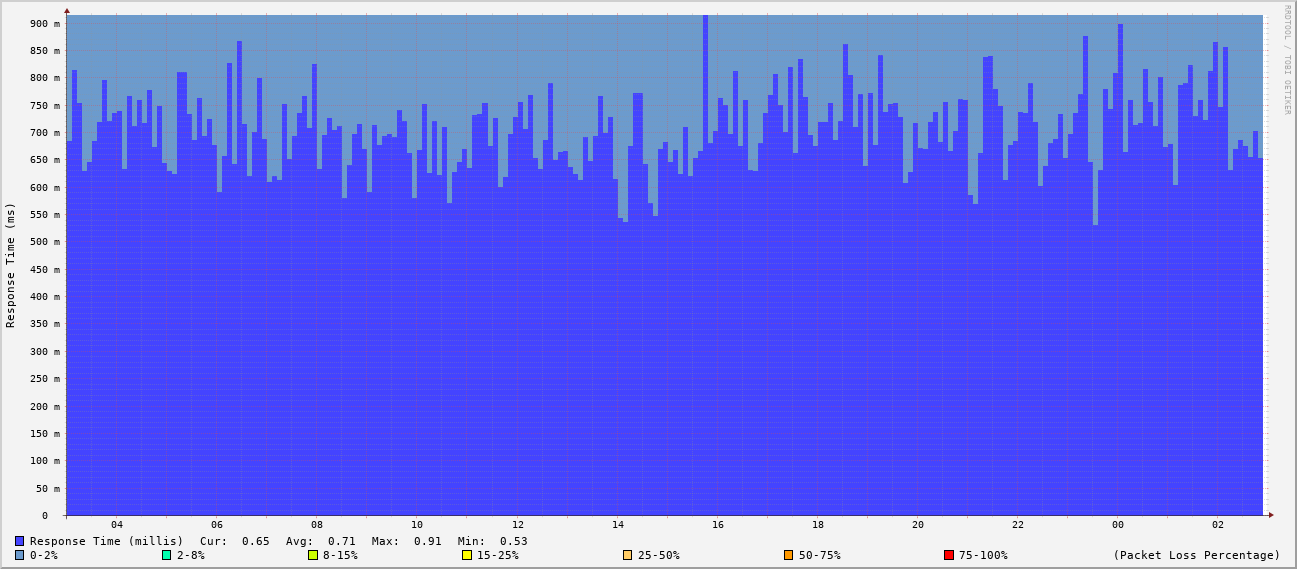 RRDTOOL / TOBI OETIKER
Response Time (ms)
900 m
850 m
800 m
750 m
700 m
650 m
600 m
550 m
500 m
450 m
400 m
350 m
300 m
250 m
200 m
150 m
100 m
50 m
0
04 06 08 10 12 14 16 18 20 22 00 02
Response Time (millis) Cur: 0.65 Avg: 0.71 Max: 0.91 Min: 0.53
0-2% 2-8% 8-15% 15-25% 25-50% 50-75% 75-100% (Packet Loss Percentage)